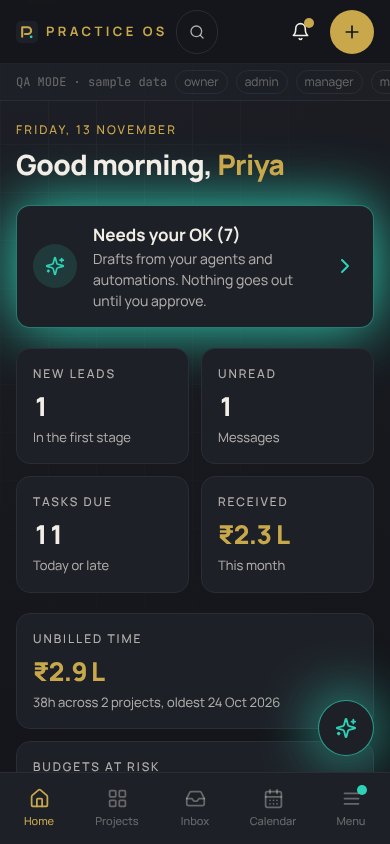 PRACTICE OS
QA MODE · sample data owner admin manager
FRIDAY, 13 NOVEMBER
Good morning, Priya
Needs your OK (7)
Drafts from your agents and
automations. Nothing goes out
until you approve.
NEW LEADS
1
In the first stage
UNREAD
1
Messages
TASKS DUE
11
Today or late
RECEIVED
₹2.3 L
This month
UNBILLED TIME
₹2.9 L
38h across 2 projects, oldest 24 Oct 2026
BUDGETS AT RISK
Home Projects Inbox Calendar Menu